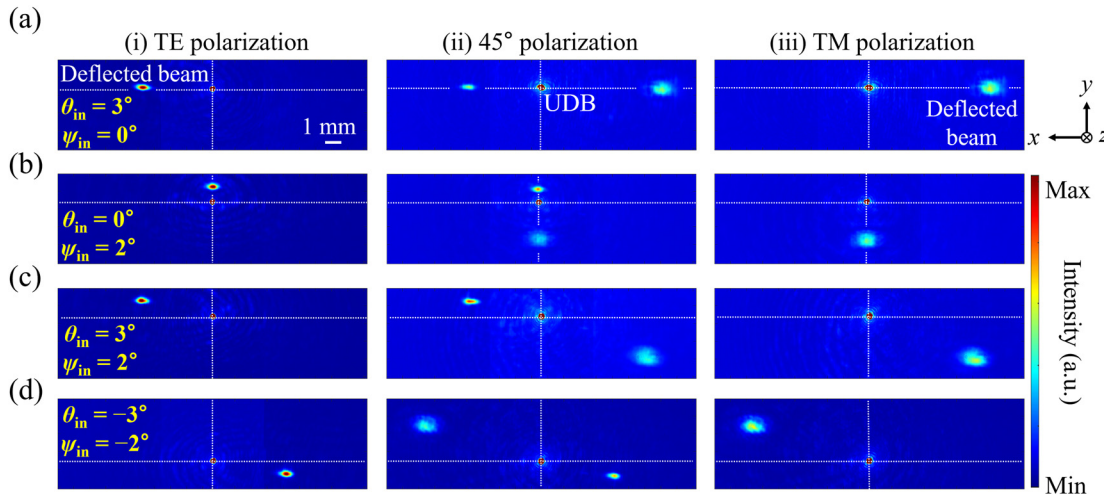 (a)
(i) TE polarization
(ii) 45° polarization
(iii) TM polarization
Deflected beam
θin = 3°
ψin = 0°
1 mm
UDB
Deflected
beam
y
x
z
(b)
θin = 0°
ψin = 2°
Max
(c)
θin = 3°
ψin = 2°
Intensity (a.u.)
(d)
θin = −3°
ψin = −2°
Min